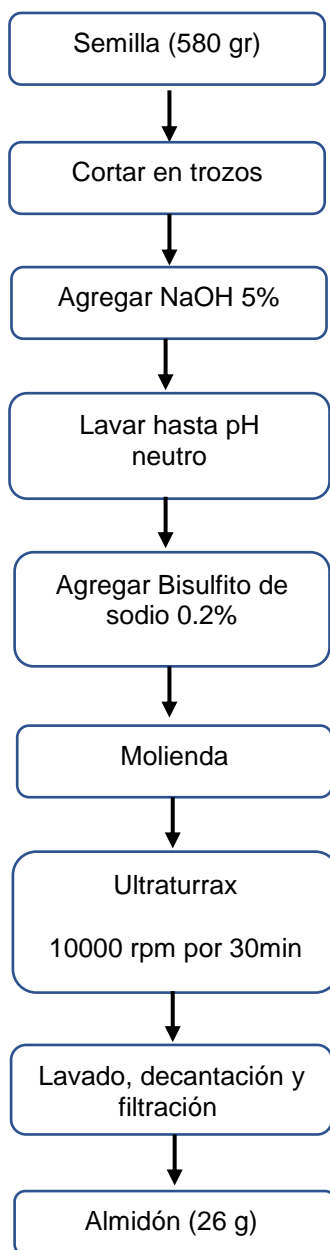 Semilla (580 gr)
Cortar en trozos
Agregar NaOH 5%
Lavar hasta pH
neutro
Agregar Bisulfito de
sodio 0.2%
Molienda
Ultraturrax
10000 rpm por 30min
Lavado, decantación y
filtración
Almidón (26 g)